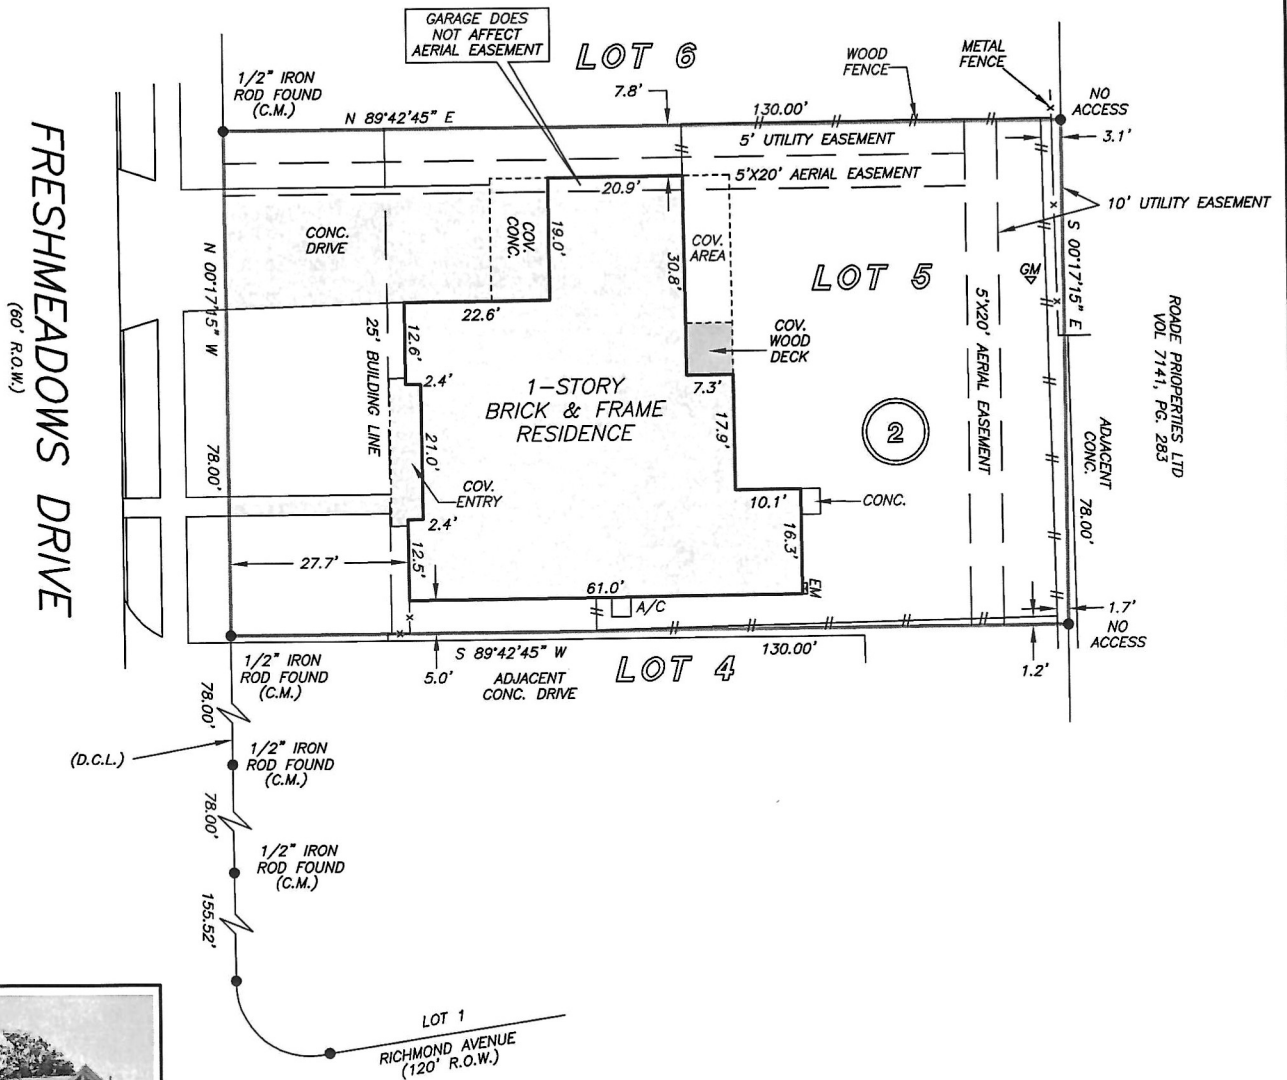 GARAGE DOES
NOT AFFECT
AERIAL EASEMENT
LOT 6
WOOD
FENCE
METAL
FENCE
NO
ACCESS
1/2" IRON
ROD FOUND
(C.M.)
7.8'
N 89°42'45" E
130.00'
3.1'
5' UTILITY EASEMENT
5'X20' AERIAL EASEMENT
20.9'
10' UTILITY EASEMENT
FRESHMEADOWS DRIVE
(60' R.O.W.)
N 00°17'15" W
78.00'
CONC.
DRIVE
COV.
CONC.
19.0'
30.8'
COV.
AREA
LOT 5
GM
S 00°17'15" E
ROADE PRIOPERTIES LTD
VOL 7141, PG. 283
22.6'
12.6'
25' BUILDING LINE
2.4'
COV.
WOOD
DECK
5'X20' AERIAL EASEMENT
1-STORY
BRICK & FRAME
RESIDENCE
7.3'
17.9'
2
ADJACENT
CONC.
78.00'
21.0'
COV.
ENTRY
2.4'
10.1'
CONC.
16.3'
12.5'
27.7'
61.0'
EM
A/C
1.7'
NO
ACCESS
S 89°42'45" W
130.00'
1/2" IRON
ROD FOUND
(C.M.)
5.0'
ADJACENT
CONC. DRIVE
LOT 4
1.2'
78.00'
(D.C.L.)
1/2" IRON
ROD FOUND
(C.M.)
78.00'
1/2" IRON
ROD FOUND
(C.M.)
155.52'
LOT 1
RICHMOND AVENUE
(120' R.O.W.)